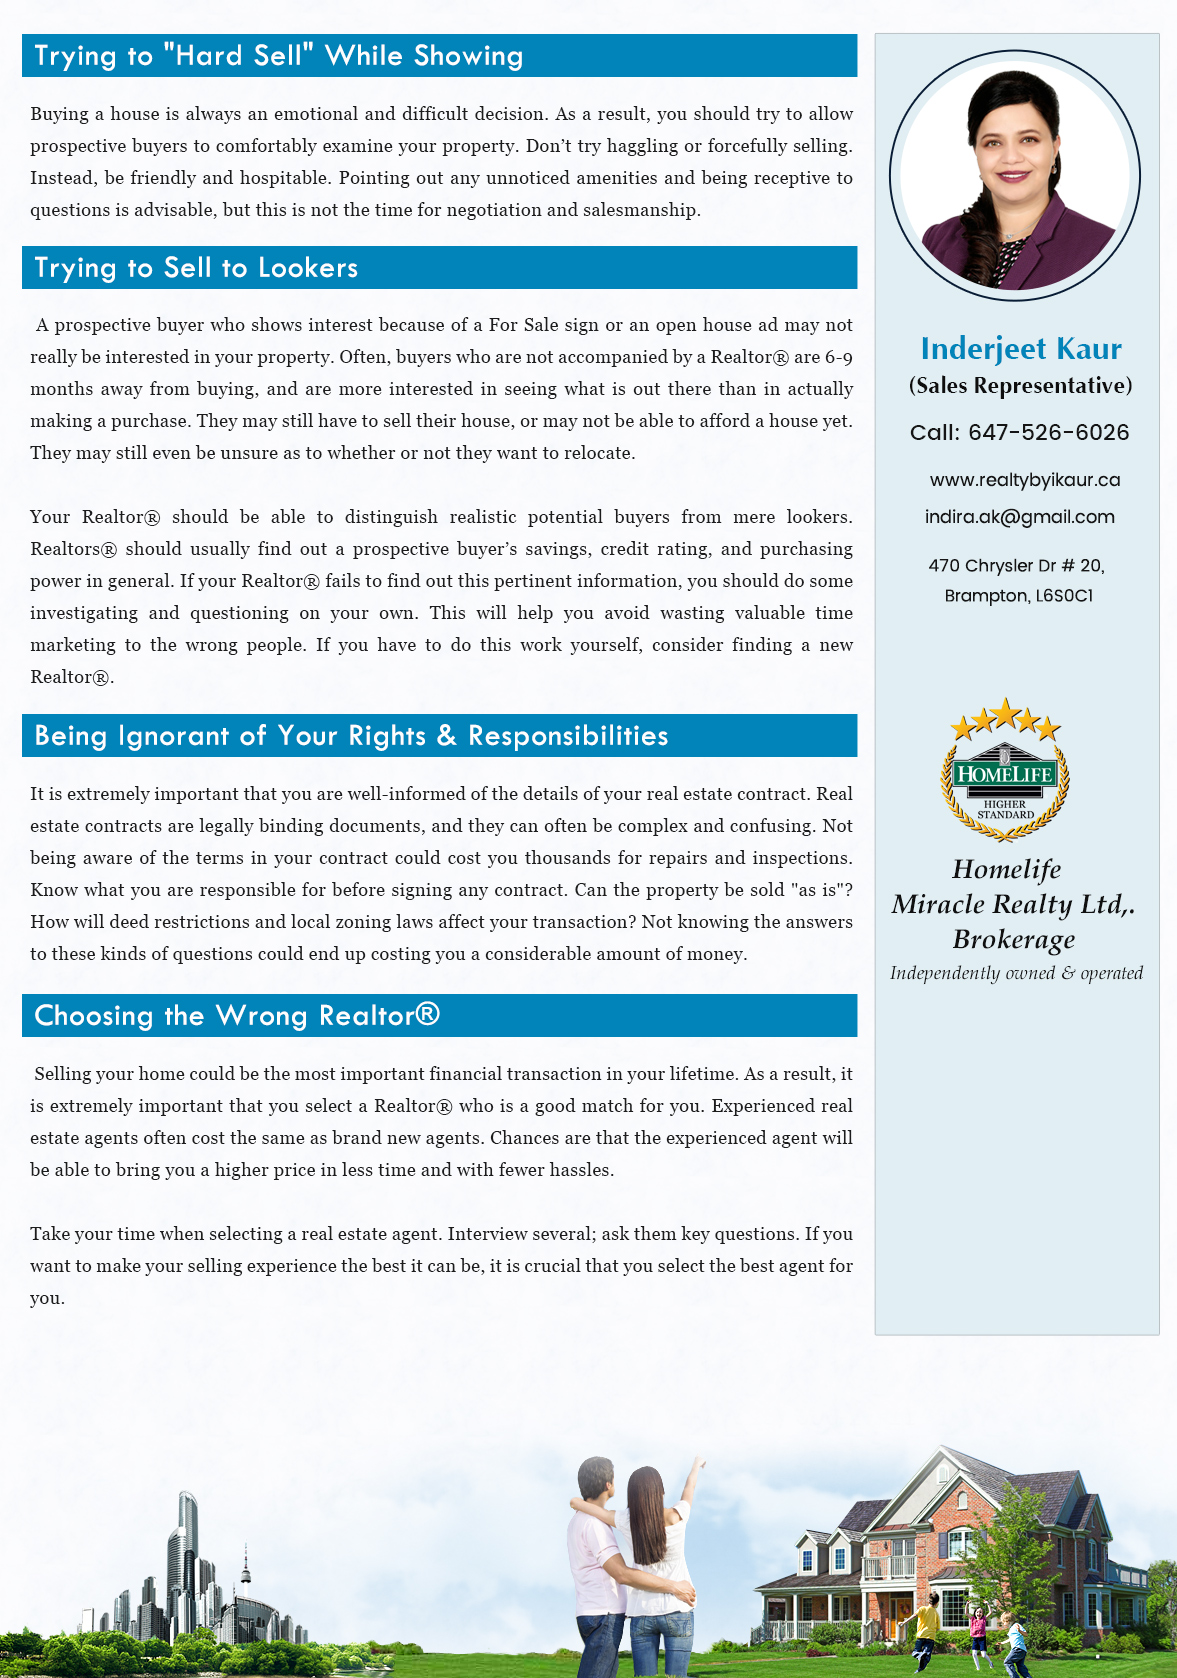 Trying to "Hard Sell" While Showing
Buying a house is always an emotional and difficult decision. As a result, you should try to allow
prospective buyers to comfortably examine your property. Don’t try haggling or forcefully selling.
Instead, be friendly and hospitable. Pointing out any unnoticed amenities and being receptive to
questions is advisable, but this is not the time for negotiation and salesmanship.
Trying to Sell to Lookers
A prospective buyer who shows interest because of a For Sale sign or an open house ad may not
really be interested in your property. Often, buyers who are not accompanied by a Realtor® are 6-9
months away from buying, and are more interested in seeing what is out there than in actually
making a purchase. They may still have to sell their house, or may not be able to afford a house yet.
They may still even be unsure as to whether or not they want to relocate.
Your Realtor® should be able to distinguish realistic potential buyers from mere lookers.
Realtors® should usually find out a prospective buyer’s savings, credit rating, and purchasing
power in general. If your Realtor® fails to find out this pertinent information, you should do some
investigating and questioning on your own. This will help you avoid wasting valuable time
marketing to the wrong people. If you have to do this work yourself, consider finding a new
Realtor®.
Being Ignorant of Your Rights & Responsibilities
It is extremely important that you are well-informed of the details of your real estate contract. Real
estate contracts are legally binding documents, and they can often be complex and confusing. Not
being aware of the terms in your contract could cost you thousands for repairs and inspections.
Know what you are responsible for before signing any contract. Can the property be sold "as is"?
How will deed restrictions and local zoning laws affect your transaction? Not knowing the answers
to these kinds of questions could end up costing you a considerable amount of money.
Choosing the Wrong Realtor®
Selling your home could be the most important financial transaction in your lifetime. As a result, it
is extremely important that you select a Realtor® who is a good match for you. Experienced real
estate agents often cost the same as brand new agents. Chances are that the experienced agent will
be able to bring you a higher price in less time and with fewer hassles.
Take your time when selecting a real estate agent. Interview several; ask them key questions. If you
want to make your selling experience the best it can be, it is crucial that you select the best agent for
you.
Inderjeet Kaur
(Sales Representative)
Call: 647-526-6026
www.realtybyikaur.ca
indira.ak@gmail.com
470 Chrysler Dr # 20,
Brampton, L6S0C1
HOMELIFE
HIGHER
STANDARD
Homelife
Miracle Realty Ltd,.
Brokerage
Independently owned & operated